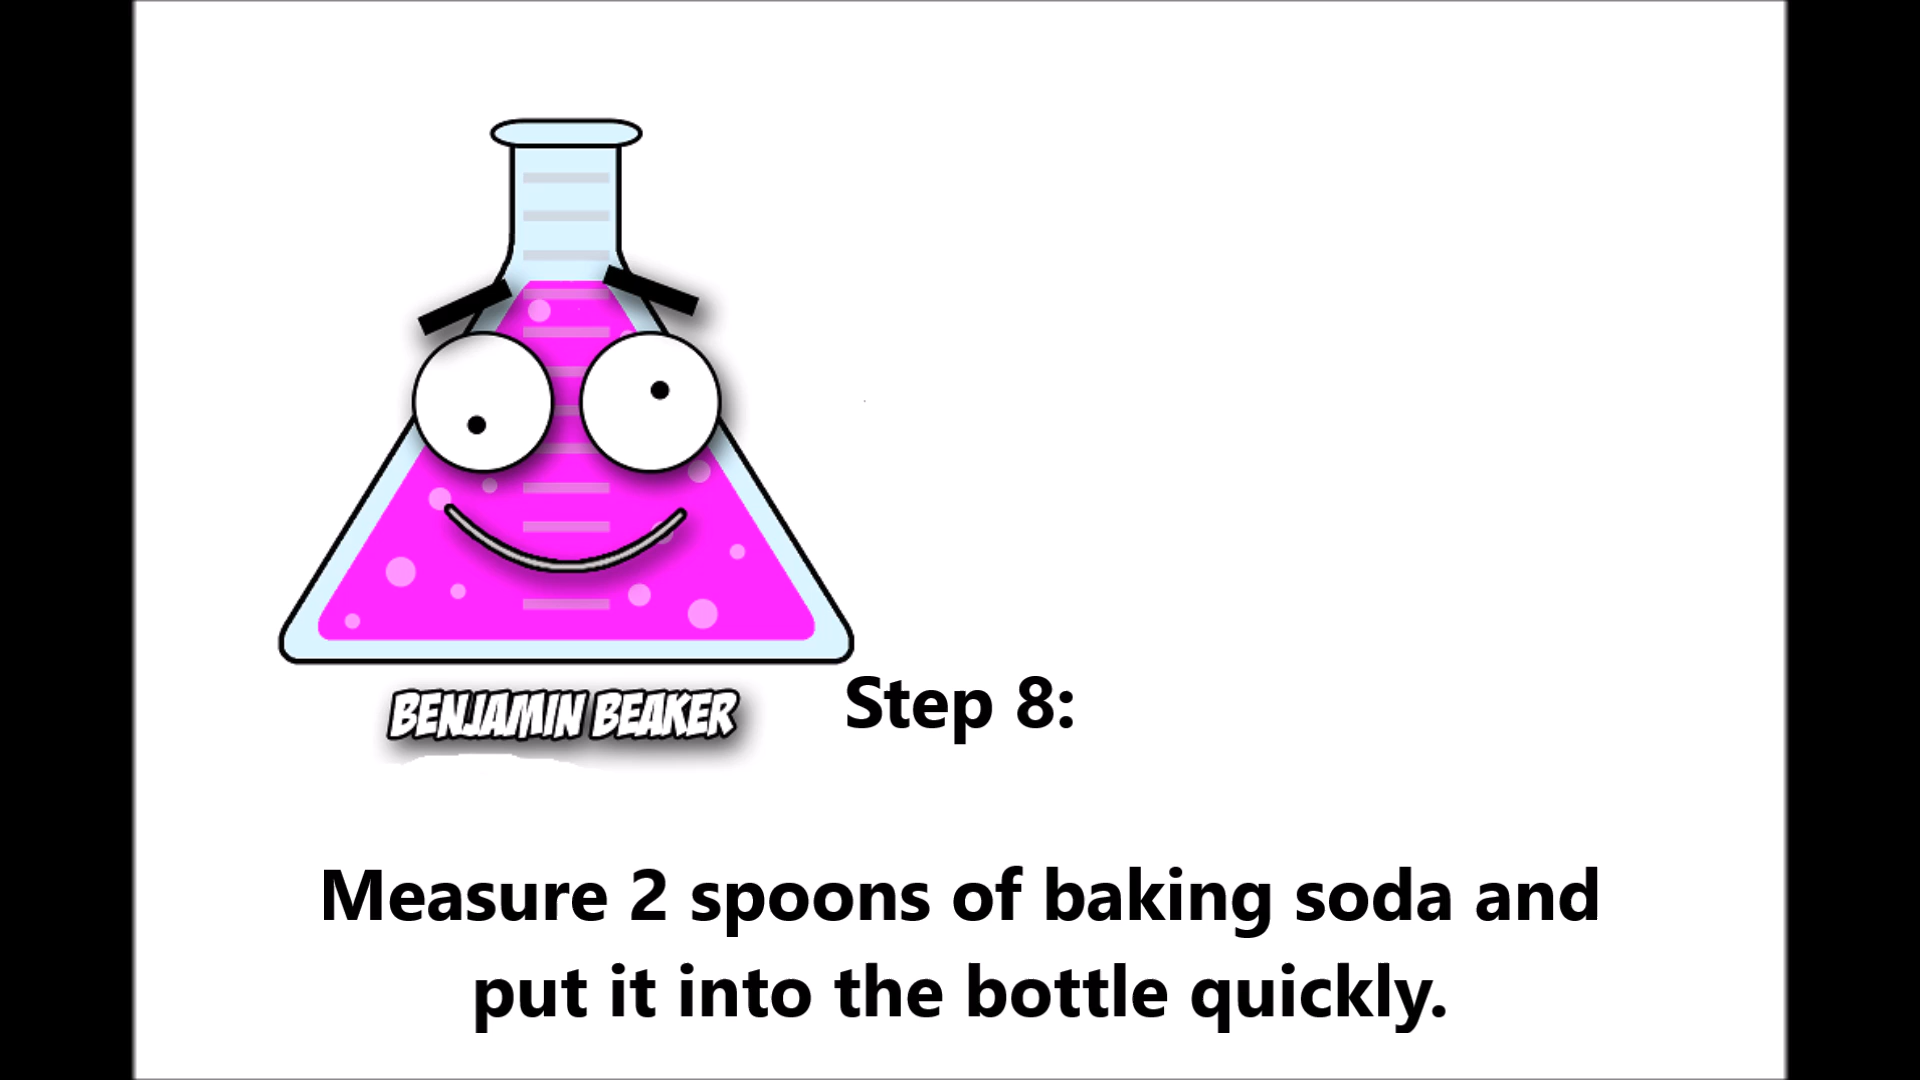 BENJAMIN BEAKER
Step 8:
Measure 2 spoons of baking soda and
put it into the bottle quickly.